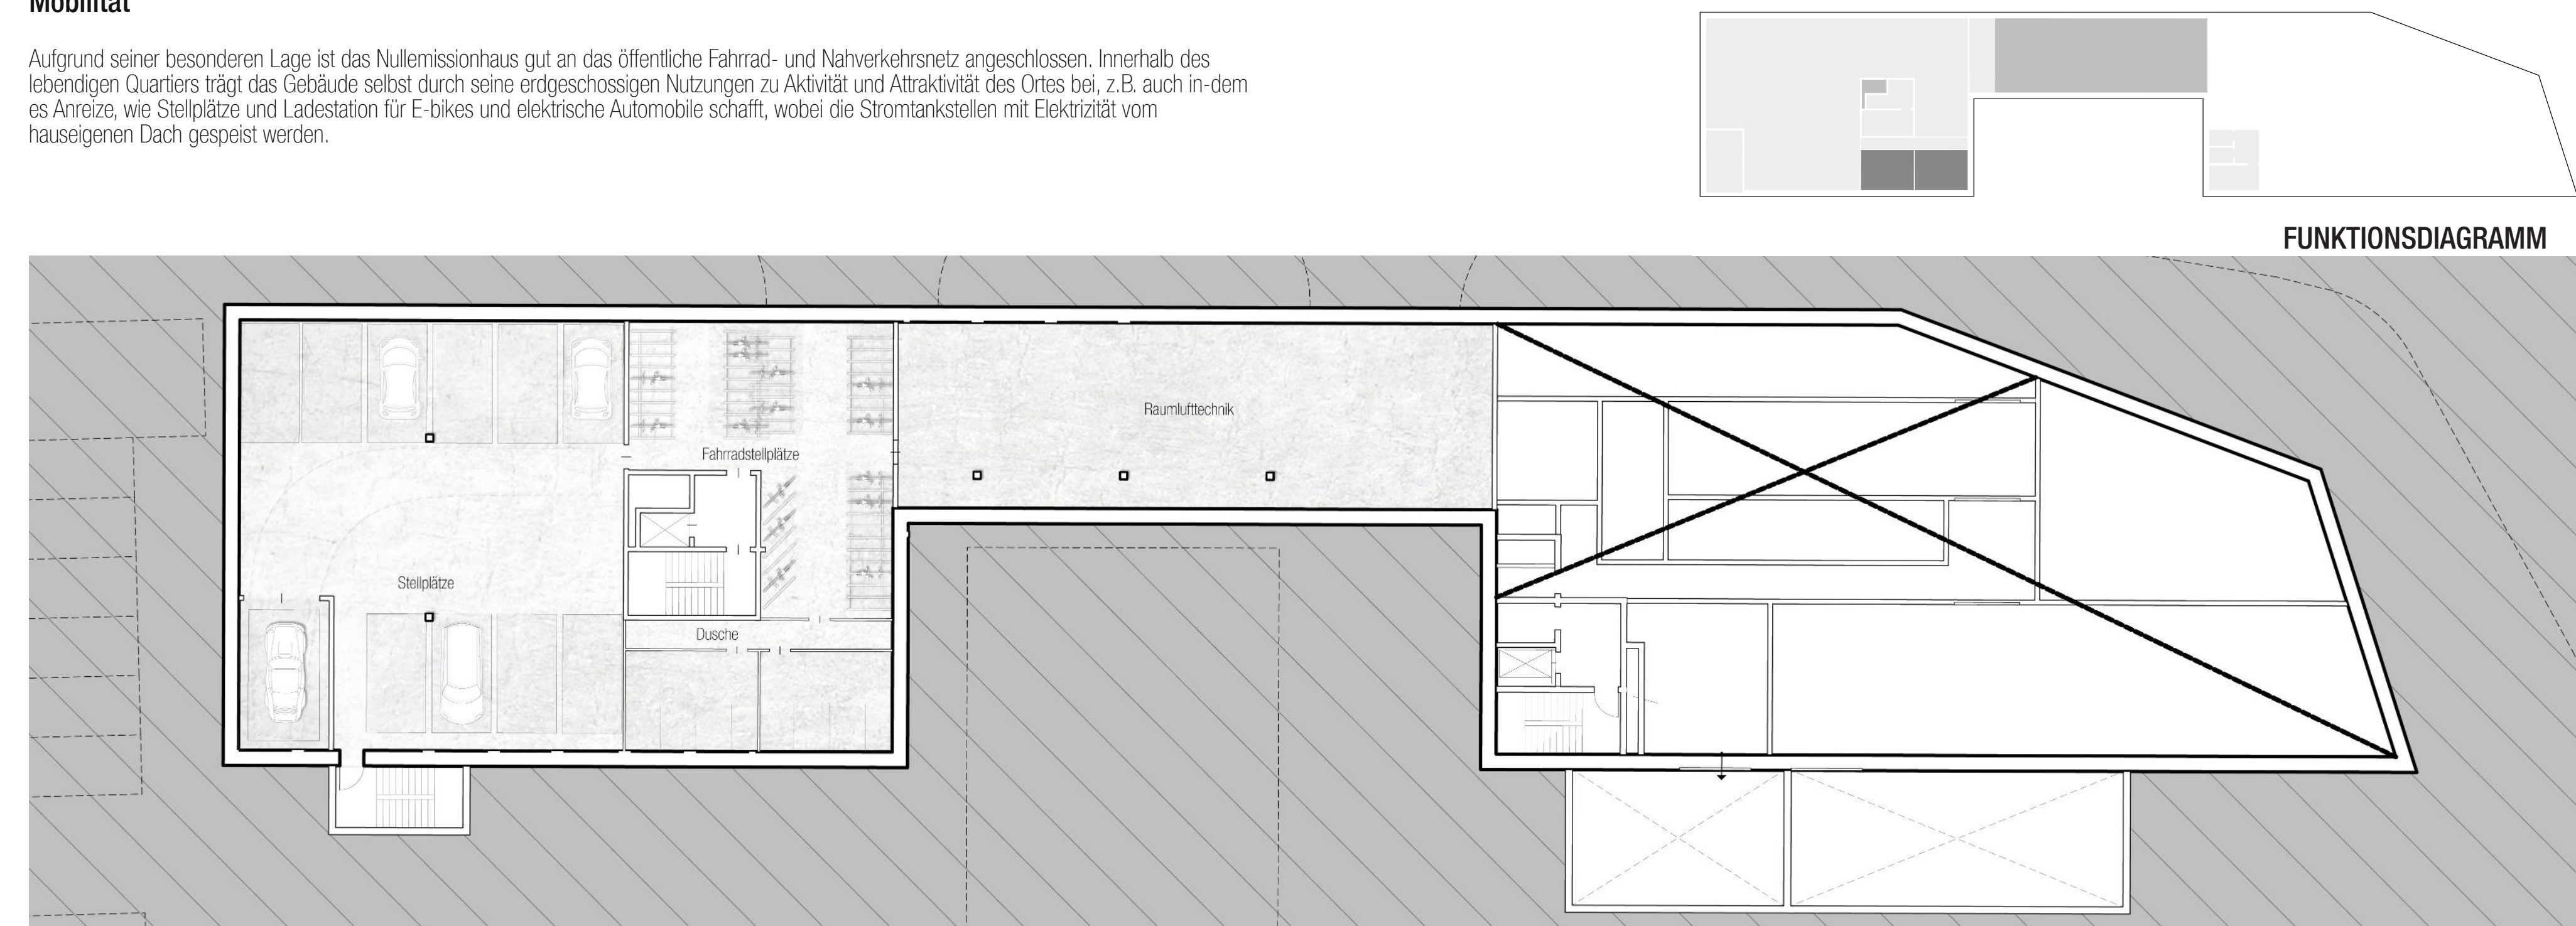 Mobilität
Aufgrund seiner besonderen Lage ist das Nullemissionhaus gut an das öffentliche Fahrrad- und Nahverkehrsnetz angeschlossen. Innerhalb des
lebendigen Quartiers trägt das Gebäude selbst durch seine erdgeschossigen Nutzungen zu Aktivität und Attraktivität des Ortes bei, z.B. auch in-dem
es Anreize, wie Stellplätze und Ladestation für E-bikes und elektrische Automobile schafft, wobei die Stromtankstellen mit Elektrizität vom
hauseigenen Dach gespeist werden.
FUNKTIONSDIAGRAMM
Raumlufttechnik
Fahrradstellplätze
Stellplätze
Dusche